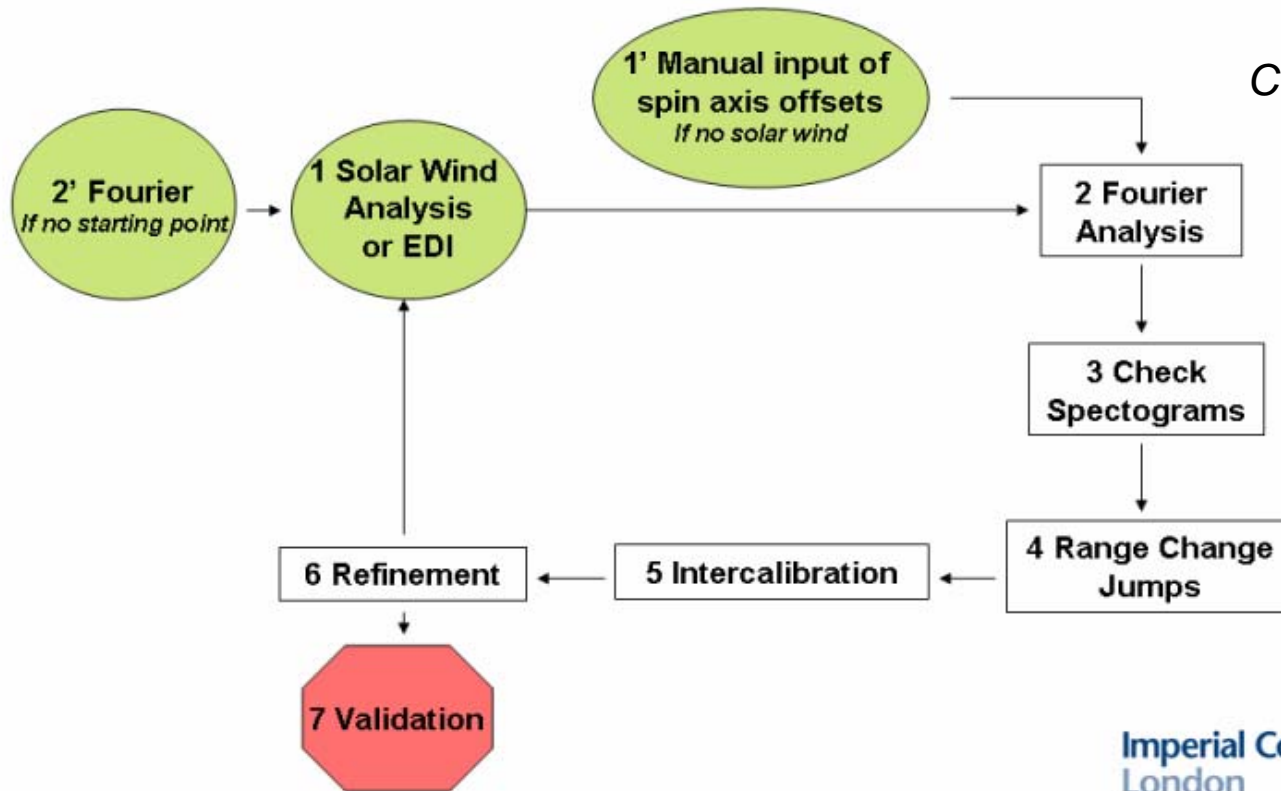 1' Manual input of
spin axis offsets
If no solar wind
C
2' Fourier
If no starting point
1 Solar Wind
Analysis
or EDI
2 Fourier
Analysis
3 Check
Spectograms
4 Range Change
Jumps
5 Intercalibration
6 Refinement
7 Validation
Imperial Co
London